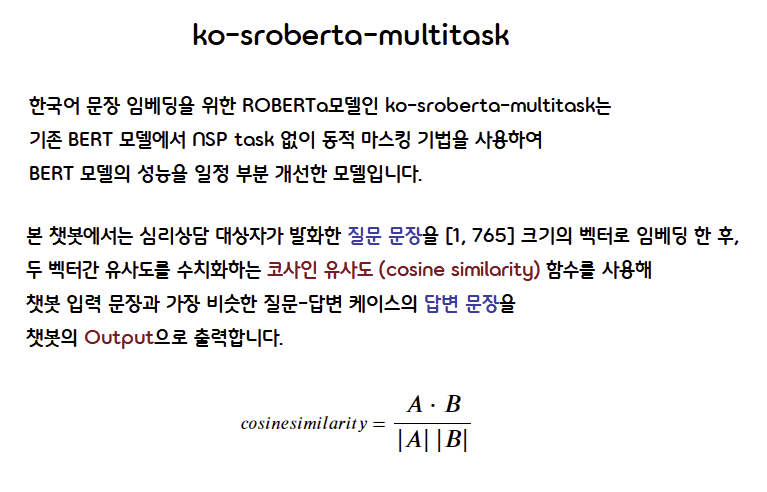 ko-sroberta-multitask
한국어 문장 임베딩을 위한 ROBERTa모델인 ko-sroberta-multitask는
기존 BERT 모델에서 NSP task 없이 동적 마스킹 기법을 사용하여
BERT 모델의 성능을 일정 부분 개선한 모델입니다.
본 챗봇에서는 심리상담 대상자가 발화한 질문 문장을 [1, 765] 크기의 벡터로 임베딩 한 후,
두 벡터간 유사도를 수치화하는 코사인 유사도 (cosine similarity) 함수를 사용해
챗봇 입력 문장과 가장 비슷한 질문-답변 케이스의 답변 문장을
챗봇의 Output으로 출력합니다.
cosinesimilarity = A · B / |A| |B|